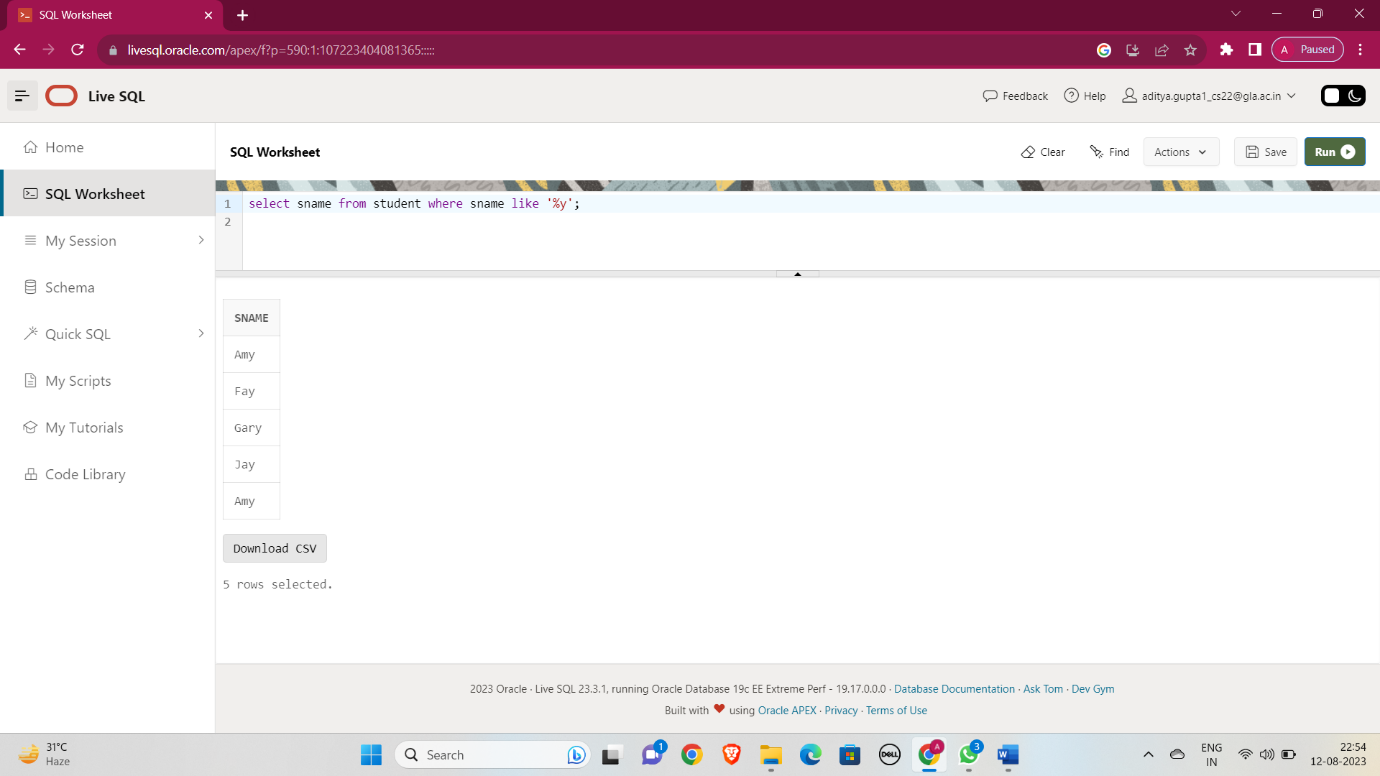 SQL Worksheet
livesql.oracle.com/apex/f?p=590:1:107223404081365:::::
A Paused
Live SQL
Feedback
Help
aditya.gupta1_cs22@gla.ac.in
Home
SQL Worksheet
My Session
Schema
Quick SQL
My Scripts
My Tutorials
Code Library
SQL Worksheet
Clear
Find
Actions
Save
Run
1 select sname from student where sname like '%y';
2
SNAME
Amy
Fay
Gary
Jay
Amy
Download CSV
5 rows selected.
2023 Oracle · Live SQL 23.3.1, running Oracle Database 19c EE Extreme Perf - 19.17.0.0.0 · Database Documentation · Ask Tom · Dev Gym
Built with ❤ using Oracle APEX · Privacy · Terms of Use
31°C
Haze
Search
1
DELL
A
3
W
ENG
IN
22:54
12-08-2023